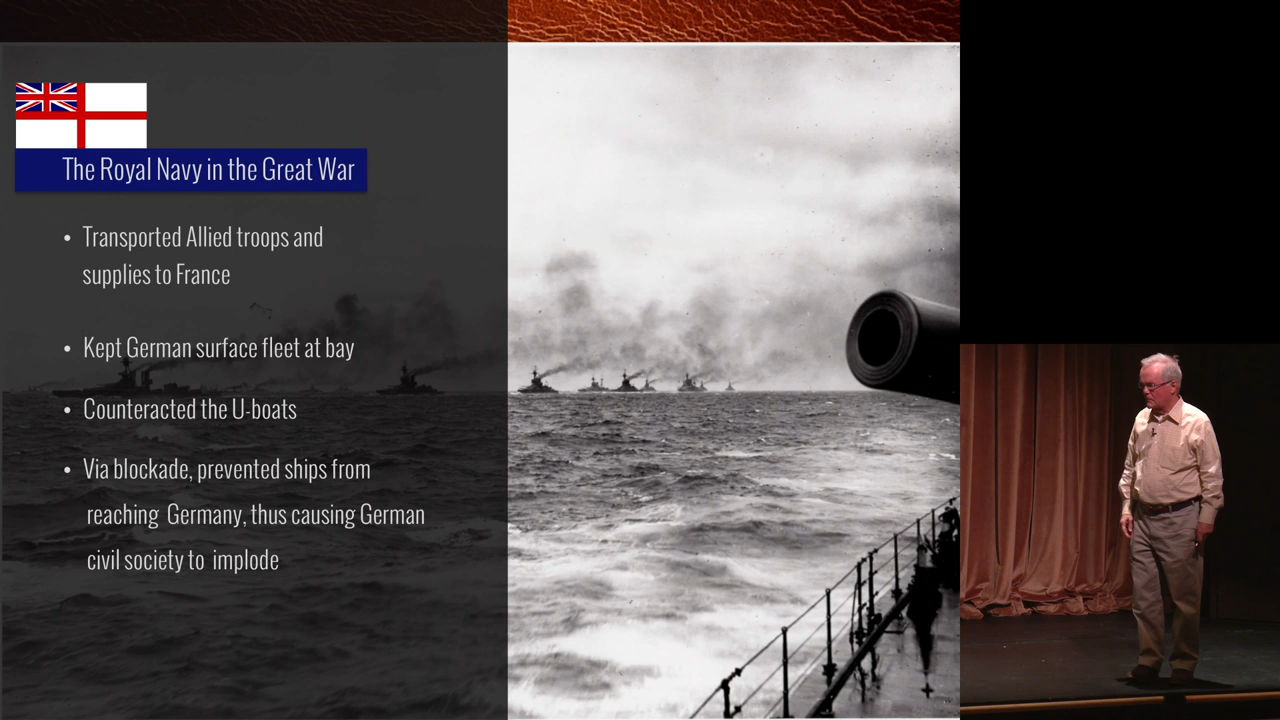 The Royal Navy in the Great War
• Transported Allied troops and
supplies to France
• Kept German surface fleet at bay
• Counteracted the U-boats
• Via blockade, prevented ships from
reaching Germany, thus causing German
civil society to implode